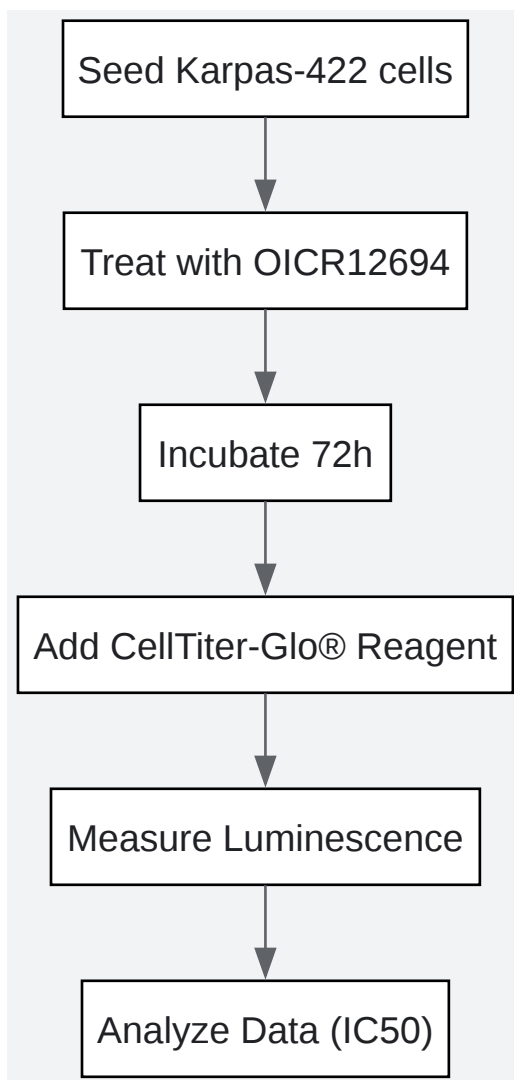 Seed Karpas-422 cells
Treat with OICR12694
Incubate 72h
Add CellTiter-Glo® Reagent
Measure Luminescence
Analyze Data (IC50)